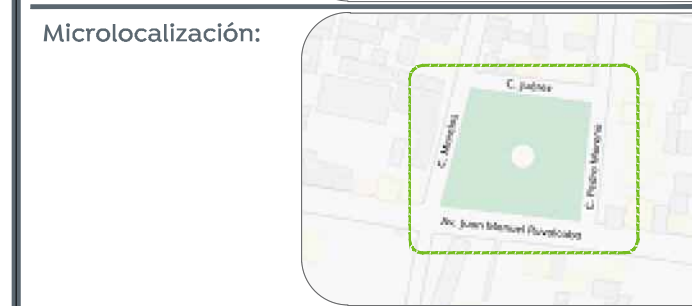 Microlocalización:
C. Juárez
C. Morelos
C. Pedro Moreno
Av. Juan Manuel Ruvalcaba